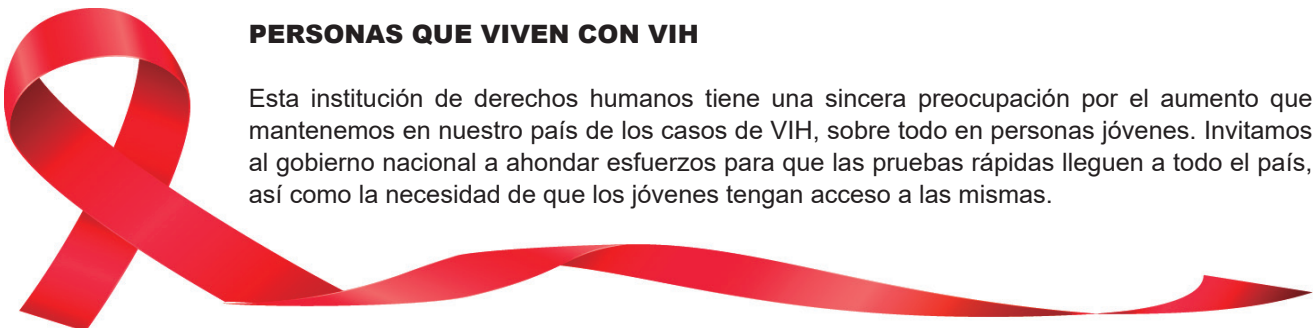 PERSONAS QUE VIVEN CON VIH
Esta institución de derechos humanos tiene una sincera preocupación por el aumento que
mantenemos en nuestro país de los casos de VIH, sobre todo en personas jóvenes. Invitamos
al gobierno nacional a ahondar esfuerzos para que las pruebas rápidas lleguen a todo el país,
así como la necesidad de que los jóvenes tengan acceso a las mismas.